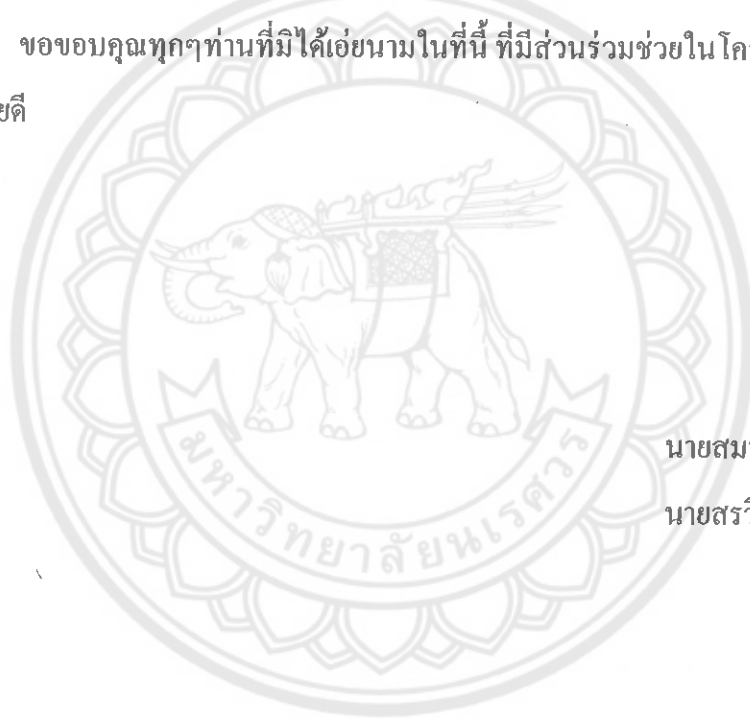 ขอขอบคุณทุกๆท่านที่มิได้เอ่ยนามในที่นี้ ที่มีส่วนร่วมช่วยในโค
ยดี
นายสม
นายสรวิ
มหาวิทยาลัยนเรศวร